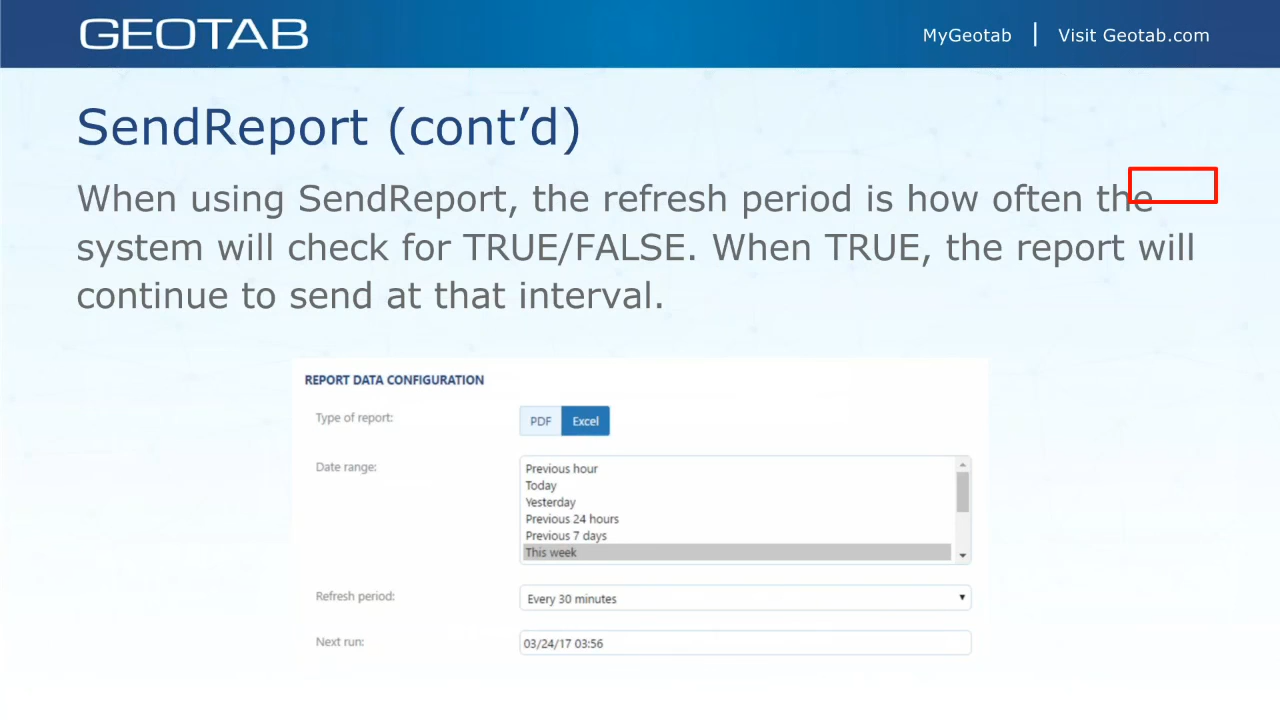 GEOTAB
MyGeotab | Visit Geotab.com
SendReport (cont’d)
When using SendReport, the refresh period is how often the
system will check for TRUE/FALSE. When TRUE, the report will
continue to send at that interval.
REPORT DATA CONFIGURATION
Type of report: PDF Excel
Date range: Previous hour
Today
Yesterday
Previous 24 hours
Previous 7 days
This week
Refresh period: Every 30 minutes
Next run: 03/24/17 03:56